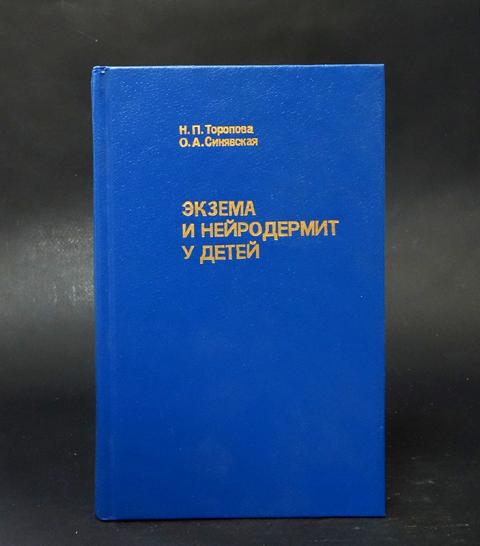 Н. П. Торопова
О. А. Синявская
ЭКЗЕМА
И НЕЙРОДЕРМИТ
У ДЕТЕЙ